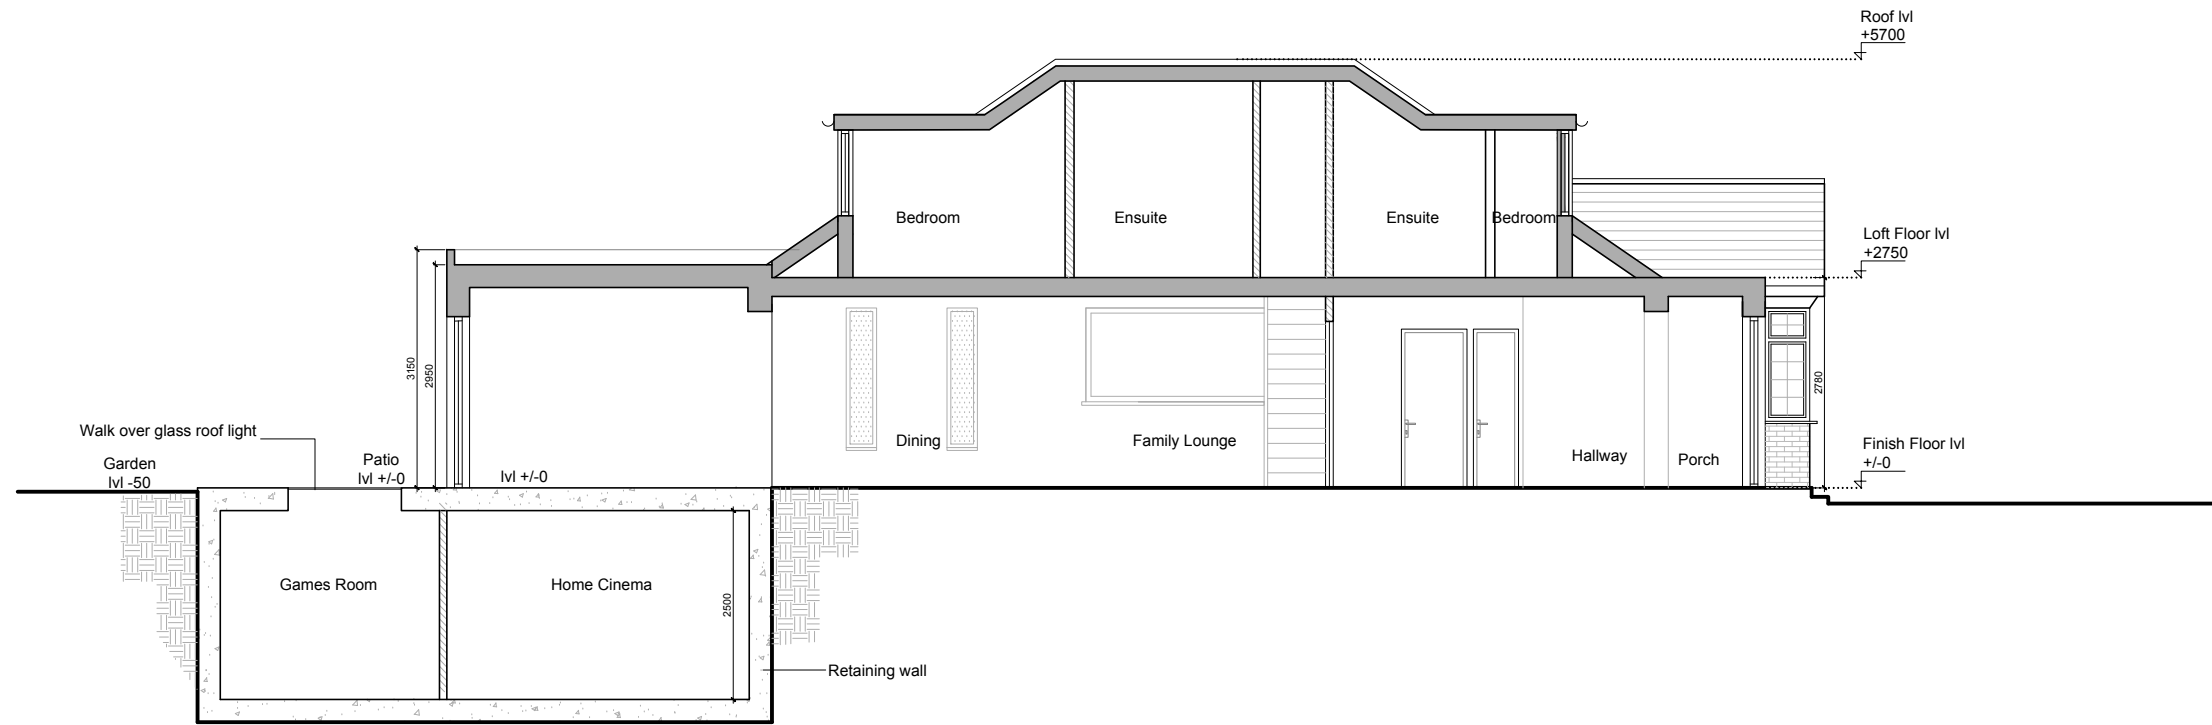 Roof lvl
+5700
Bedroom
Ensuite
Ensuite
Bedroom
Loft Floor lvl
+2750
3150
2950
2780
Walk over glass roof light
Dining
Family Lounge
Hallway
Porch
Finish Floor lvl
+/-0
Garden
lvl -50
Patio
lvl +/-0
lvl +/-0
Games Room
Home Cinema
2500
Retaining wall